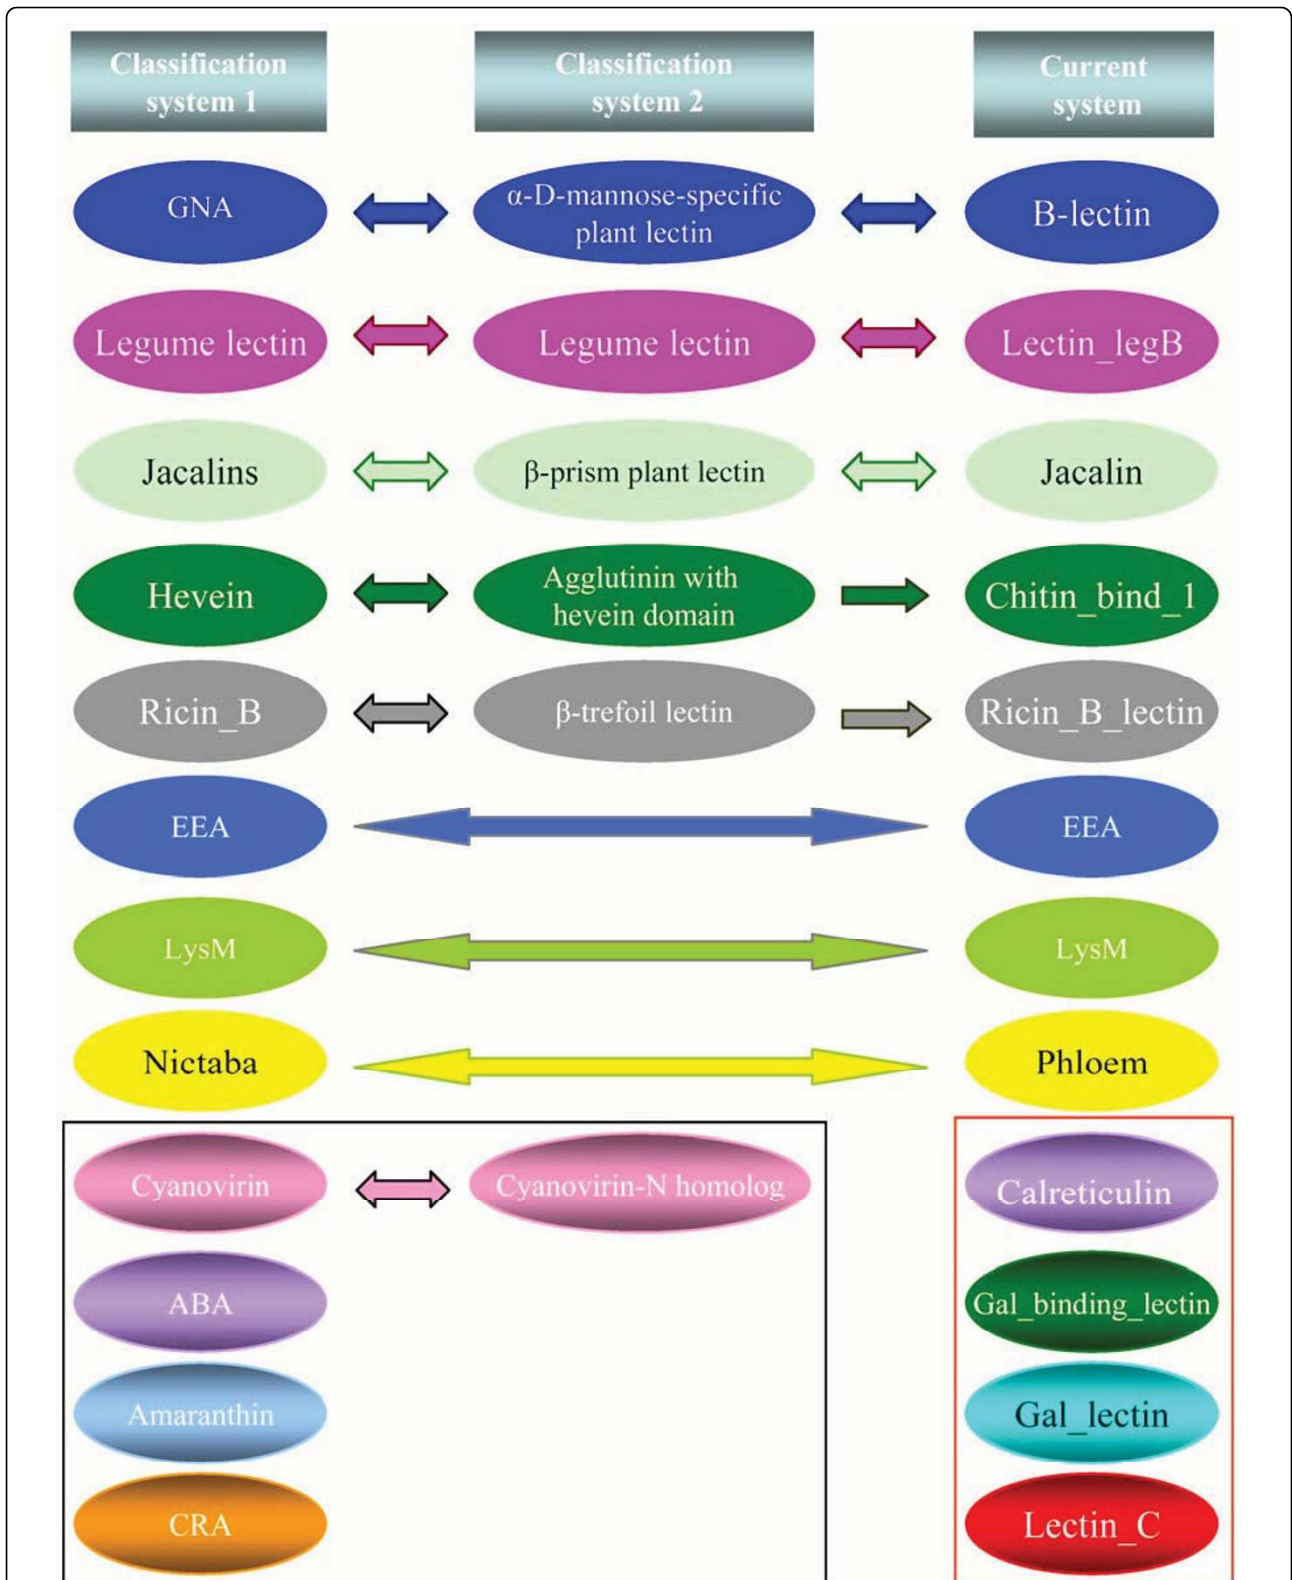 Classification
system 1
Classification
system 2
Current
system
GNA
α-D-mannose-specific
plant lectin
B-lectin
Legume lectin
Legume lectin
Lectin_legB
Jacalins
β-prism plant lectin
Jacalin
Hevein
Agglutinin with
hevein domain
Chitin_bind_1
Ricin_B
β-trefoil lectin
Ricin_B_lectin
EEA
EEA
LysM
LysM
Nictaba
Phloem
Cyanovirin
Cyanovirin-N homolog
Calreticulin
ABA
Gal_binding_lectin
Amaranthin
Gal_lectin
CRA
Lectin_C